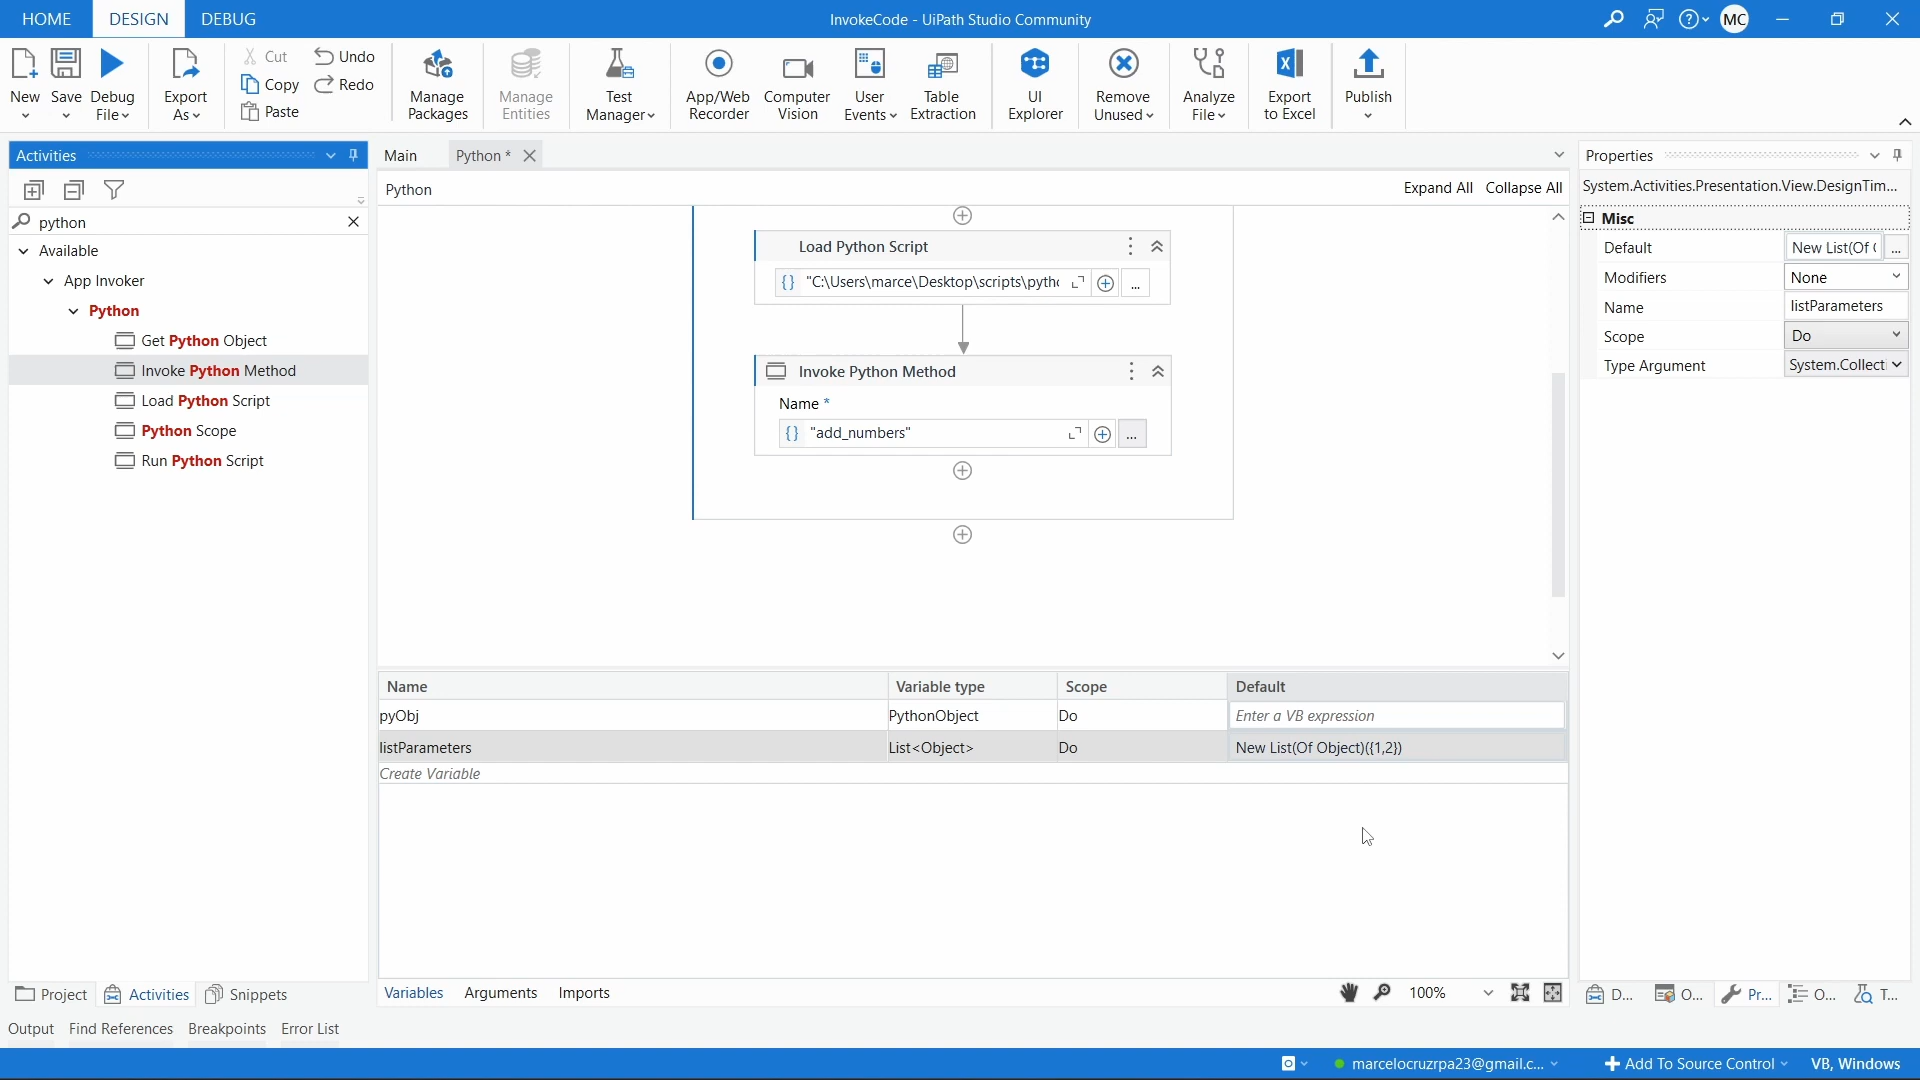 HOME DESIGN DEBUG InvokeCode - UiPath Studio Community MC
New Save Debug File Export As Cut Copy Paste Undo Redo Manage Packages Manage Entities Test Manager App/Web Recorder Computer Vision User Events Table Extraction UI Explorer Remove Unused Analyze File Export to Excel Publish
Activities
python
Available
App Invoker
Python
Get Python Object
Invoke Python Method
Load Python Script
Python Scope
Run Python Script
Main Python *
Python Expand All Collapse All
Load Python Script
{} "C:\Users\marce\Desktop\scripts\pytho ...
Invoke Python Method
Name *
{} "add_numbers" ...
Name Variable type Scope Default
pyObj PythonObject Do Enter a VB expression
listParameters List<Object> Do New List(Of Object)({1,2})
Create Variable
Variables Arguments Imports 100%
Properties
System.Activities.Presentation.View.DesignTim...
Misc
Default New List(Of ( ...
Modifiers None
Name listParameters
Scope Do
Type Argument System.Collect
Project Activities Snippets
D... O... Pr... O... T...
Output Find References Breakpoints Error List
marcelocruzrpa23@gmail.c... Add To Source Control VB, Windows